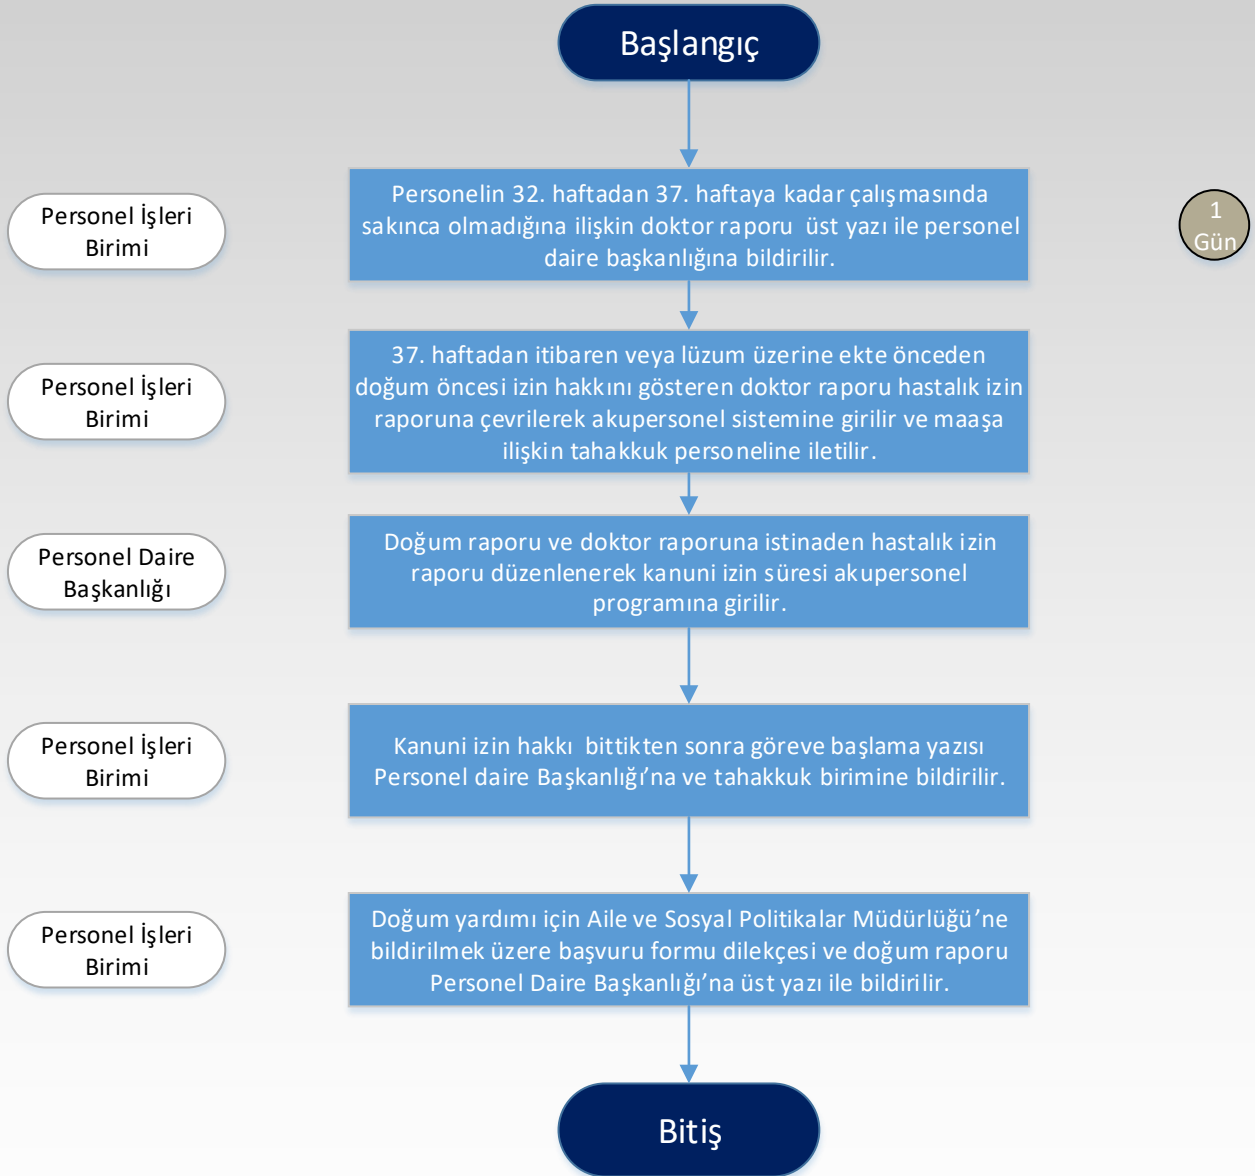 Başlangıç
Personel İşleri
Birimi
Personelin 32. haftadan 37. haftaya kadar çalışmasında
sakınca olmadığına ilişkin doktor raporu üst yazı ile personel
daire başkanlığına bildirilir.
1
Gün
Personel İşleri
Birimi
37. haftadan itibaren veya lüzum üzerine ekte önceden
doğum öncesi izin hakkını gösteren doktor raporu hastalık izin
raporuna çevrilerek akupersonel sistemine girilir ve maaşa
ilişkin tahakkuk personeline iletilir.
Personel Daire
Başkanlığı
Doğum raporu ve doktor raporuna istinaden hastalık izin
raporu düzenlenerek kanuni izin süresi akupersonel
programına girilir.
Personel İşleri
Birimi
Kanuni izin hakkı bittikten sonra göreve başlama yazısı
Personel daire Başkanlığı’na ve tahakkuk birimine bildirilir.
Personel İşleri
Birimi
Doğum yardımı için Aile ve Sosyal Politikalar Müdürlüğü’ne
bildirilmek üzere başvuru formu dilekçesi ve doğum raporu
Personel Daire Başkanlığı’na üst yazı ile bildirilir.
Bitiş